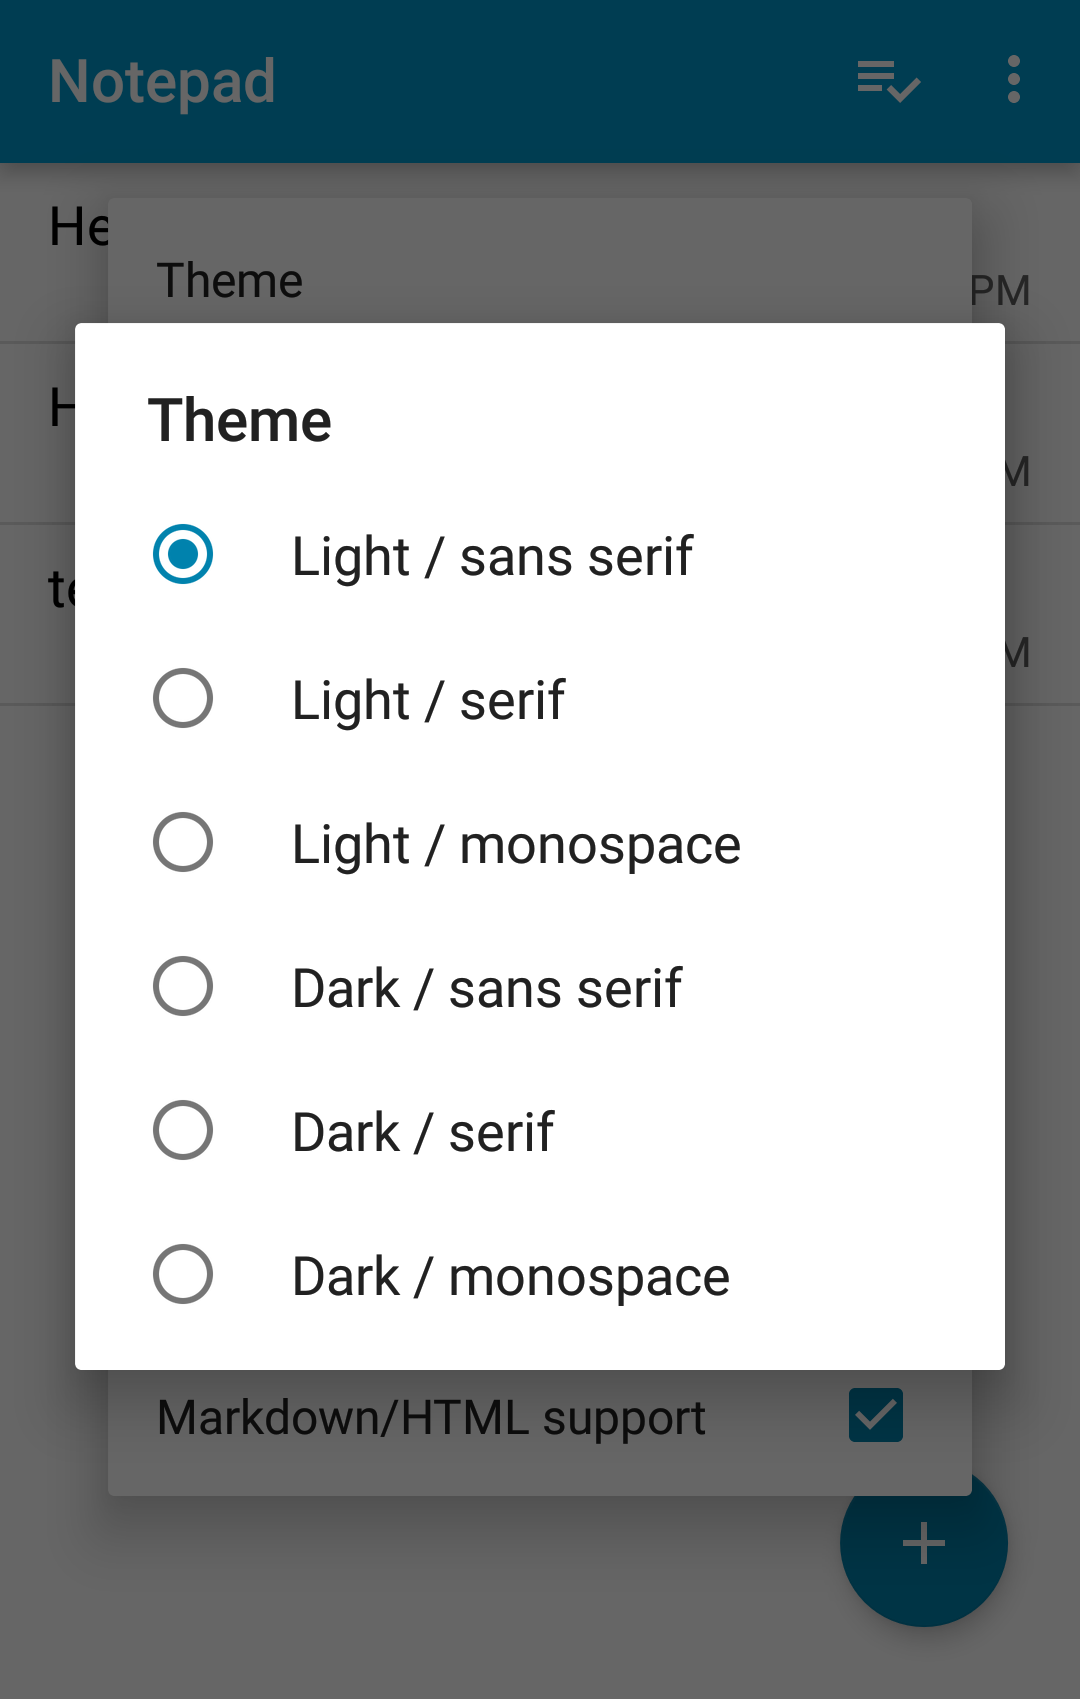 Notepad
He
Theme
PM
Theme
Light / sans serif
Light / serif
Light / monospace
Dark / sans serif
Dark / serif
Dark / monospace
Markdown/HTML support